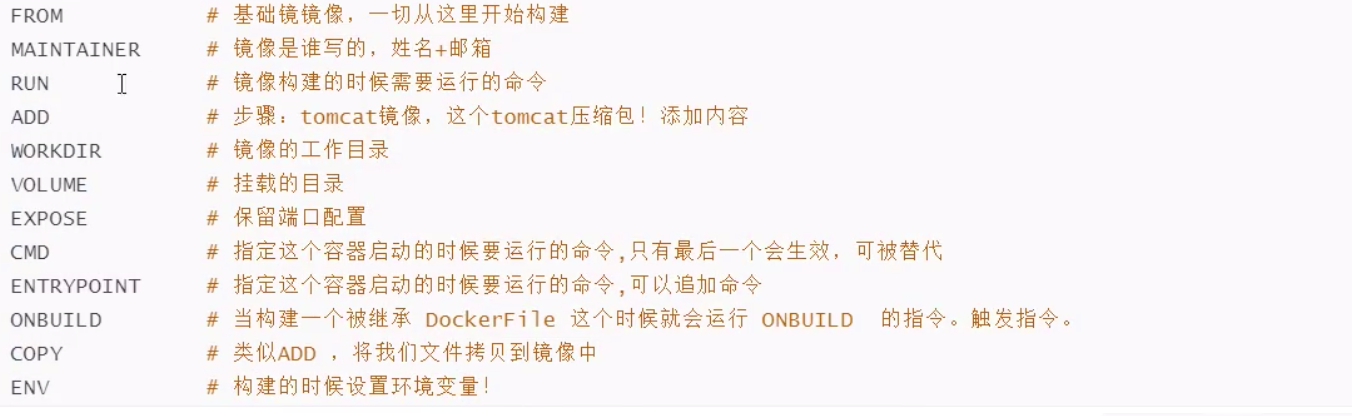 FROM # 基础镜镜像，一切从这里开始构建
MAINTAINER # 镜像是谁写的，姓名+邮箱
RUN # 镜像构建的时候需要运行的命令
ADD # 步骤：tomcat镜像，这个tomcat压缩包！添加内容
WORKDIR # 镜像的工作目录
VOLUME # 挂载的目录
EXPOSE # 保留端口配置
CMD # 指定这个容器启动的时候要运行的命令,只有最后一个会生效，可被替代
ENTRYPOINT # 指定这个容器启动的时候要运行的命令,可以追加命令
ONBUILD # 当构建一个被继承 DockerFile 这个时候就会运行 ONBUILD 的指令。触发指令。
COPY # 类似ADD ，将我们文件拷贝到镜像中
ENV # 构建的时候设置环境变量！